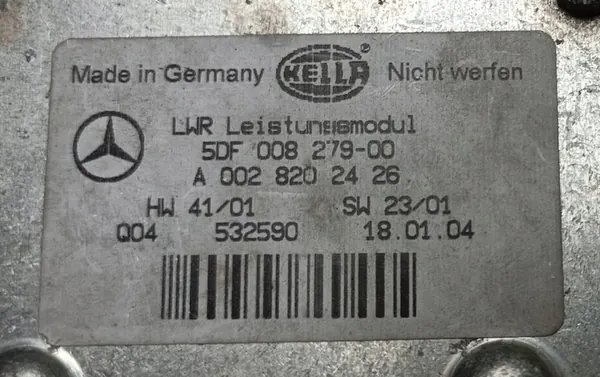 Made in Germany HELLA ® Nicht werfen
LWR Leistungsmodul
5DF 008 279-00
A 002 820 24 26
HW 41/01 SW 23/01
Q04 532590 18.01.04